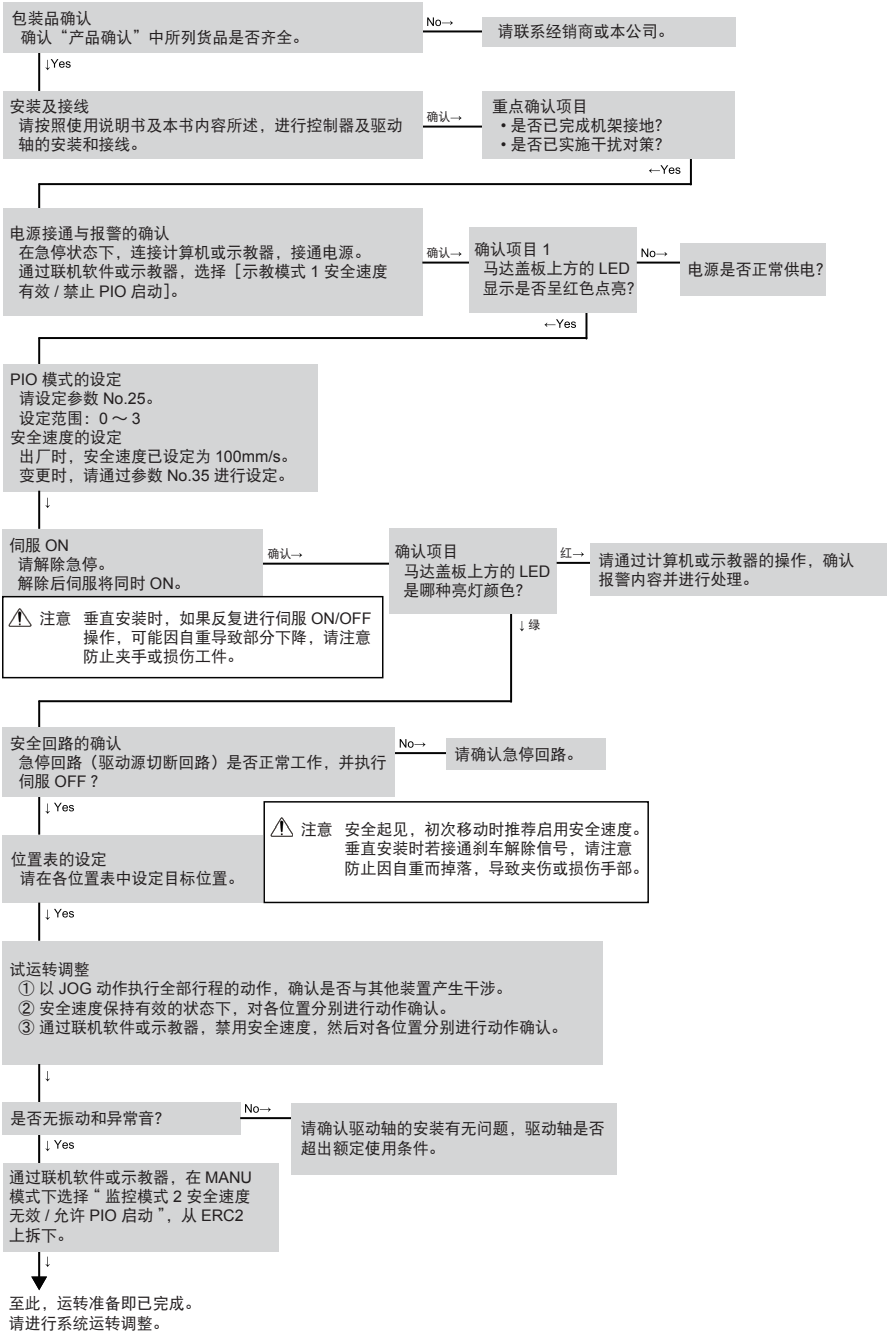 包装品确认
确认“产品确认”中所列货品是否齐全。
No→
请联系经销商或本公司。
↓Yes
安装及接线
请按照使用说明书及本书内容所述，进行控制器及驱动
轴的安装和接线。
确认→
重点确认项目
• 是否已完成机架接地?
• 是否已实施干扰对策?
←Yes
电源接通与报警的确认
在急停状态下，连接计算机或示教器，接通电源。
通过联机软件或示教器，选择［示教模式 1 安全速度
有效 / 禁止 PIO 启动］。
确认→
确认项目 1
马达盖板上方的 LED
显示是否呈红色点亮?
No→
电源是否正常供电?
←Yes
PIO 模式的设定
请设定参数 No.25。
设定范围：0 ～ 3
安全速度的设定
出厂时，安全速度已设定为 100mm/s。
变更时，请通过参数 No.35 进行设定。
↓
伺服 ON
请解除急停。
解除后伺服将同时 ON。
确认→
确认项目
马达盖板上方的 LED
是哪种亮灯颜色?
红→
请通过计算机或示教器的操作，确认
报警内容并进行处理。
↓ 绿
注意 垂直安装时，如果反复进行伺服 ON/OFF
操作，可能因自重导致部分下降，请注意
防止夹手或损伤工件。
安全回路的确认
急停回路（驱动源切断回路）是否正常工作，并执行
伺服 OFF ?
No→
请确认急停回路。
↓ Yes
注意 安全起见，初次移动时推荐启用安全速度。
垂直安装时若接通刹车解除信号，请注意
防止因自重而掉落，导致夹伤或损伤手部。
位置表的设定
请在各位置表中设定目标位置。
↓ Yes
试运转调整
① 以 JOG 动作执行全部行程的动作，确认是否与其他装置产生干涉。
② 安全速度保持有效的状态下，对各位置分别进行动作确认。
③ 通过联机软件或示教器，禁用安全速度，然后对各位置分别进行动作确认。
↓
是否无振动和异常音?
No→
请确认驱动轴的安装有无问题，驱动轴是否
超出额定使用条件。
↓ Yes
通过联机软件或示教器，在 MANU
模式下选择“ 监控模式 2 安全速度
无效 / 允许 PIO 启动 ”，从 ERC2
上拆下。
↓
至此，运转准备即已完成。
请进行系统运转调整。